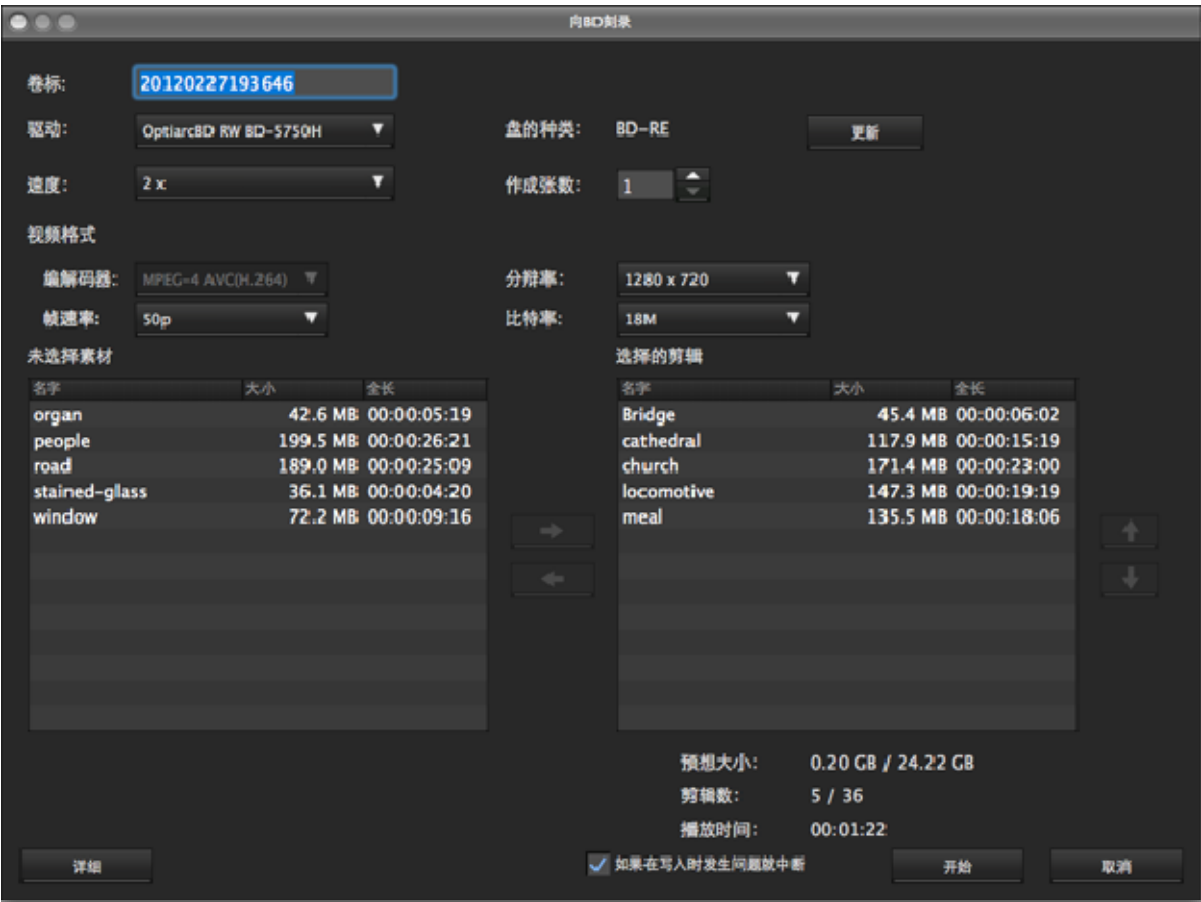 向BD刻录
卷标: 20120227193646
驱动: OptiarcBD RW BD-5750H 盘的种类: BD-RE 更新
速度: 2 x 作成张数: 1
视频格式
编解码器: MPEG-4 AVC(H.264) 分辩率: 1280 x 720
帧速率: 50p 比特率: 18M
未选择素材 选择的剪辑
名字 大小 全长 名字 大小 全长
organ 42.6 MB 00:00:05:19 Bridge 45.4 MB 00:00:06:02
people 199.5 MB 00:00:26:21 cathedral 117.9 MB 00:00:15:19
road 189.0 MB 00:00:25:09 church 171.4 MB 00:00:23:00
stained-glass 36.1 MB 00:00:04:20 locomotive 147.3 MB 00:00:19:19
window 72.2 MB 00:00:09:16 meal 135.5 MB 00:00:18:06
预想大小: 0.20 GB / 24.22 GB
剪辑数: 5 / 36
播放时间: 00:01:22
详细 如果在写入时发生问题就中断 开始 取消